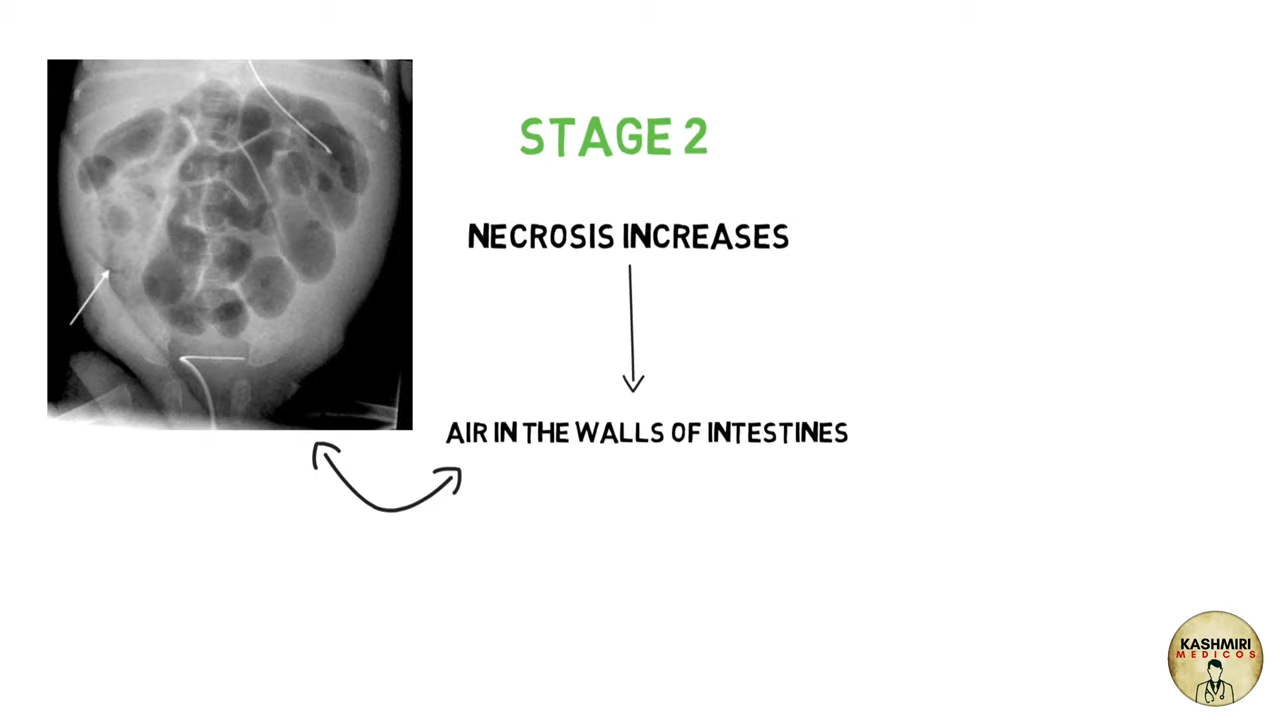 STAGE 2
NECROSIS INCREASES
AIR IN THE WALLS OF INTESTINES
KASHMIRI
MEDICOS